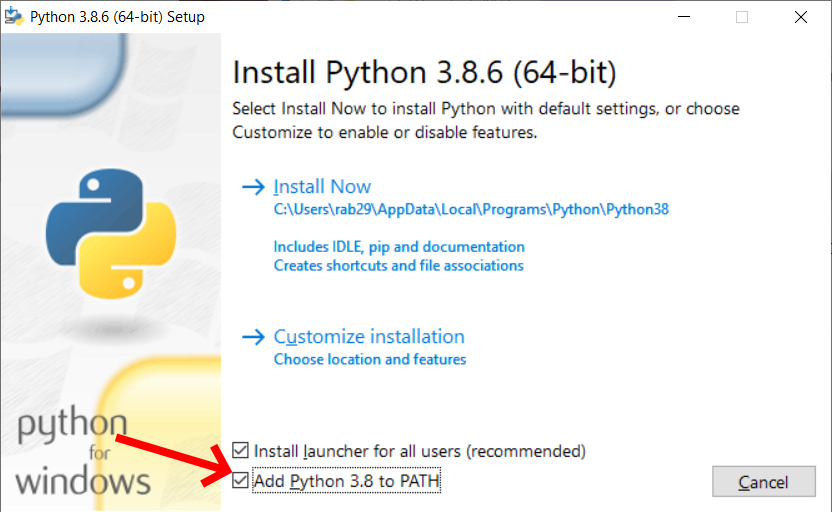 Python 3.8.6 (64-bit) Setup
Install Python 3.8.6 (64-bit)
Select Install Now to install Python with default settings, or choose
Customize to enable or disable features.
Install Now
C:\Users\rab29\AppData\Local\Programs\Python\Python38
Includes IDLE, pip and documentation
Creates shortcuts and file associations
Customize installation
Choose location and features
python
for
windows
Install launcher for all users (recommended)
Add Python 3.8 to PATH
Cancel